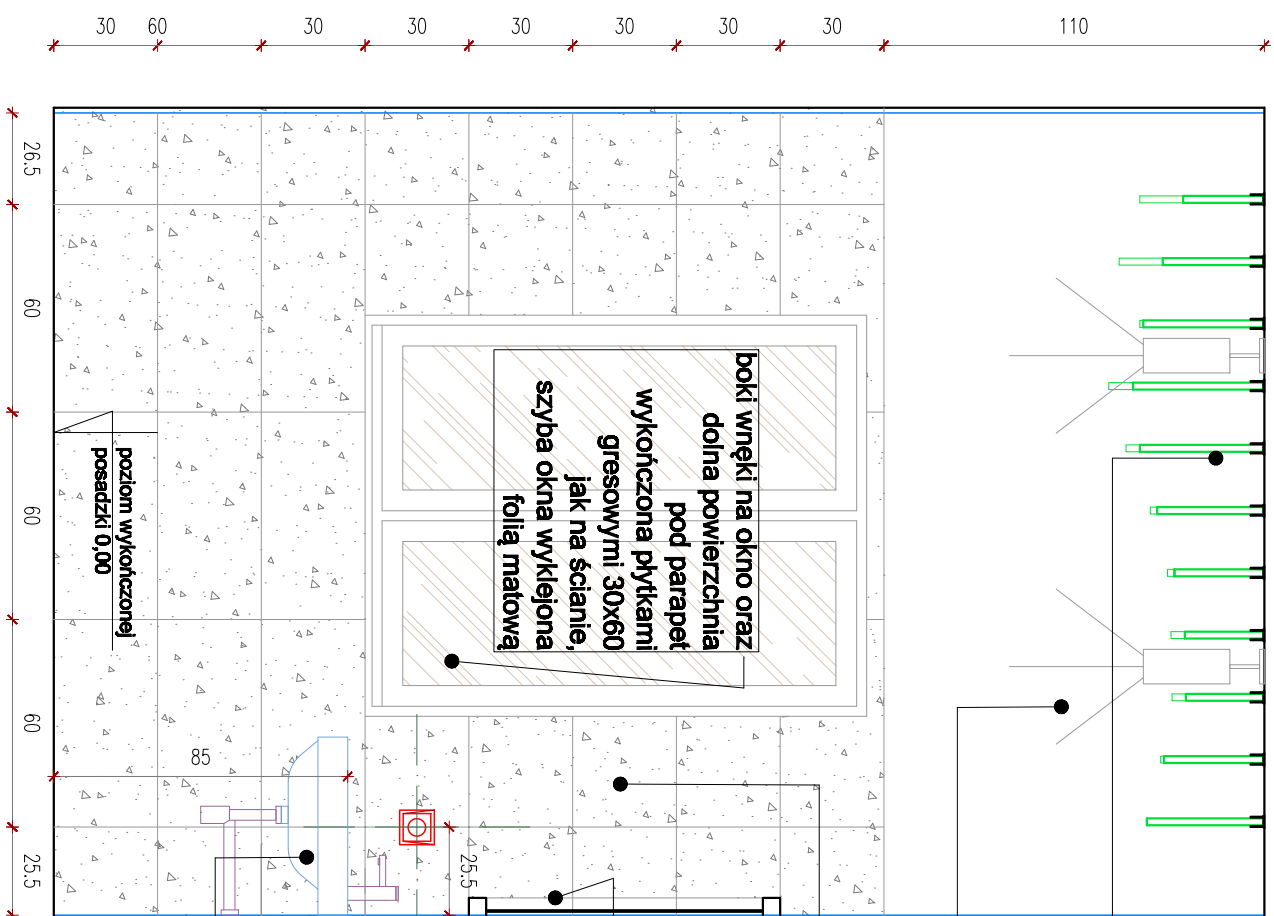 30
60
30
30
30
30
30
30
110
26.5
60
60
60
25.5
boki wnęki na okno oraz
dolna powierzchnia
pod parapet
wykończona płytkami
gresowymi 30x60
jak na ścianie,
szyba okna wyklejona
folią matową
poziom wykończonej
posadzki 0,00
85
25.5